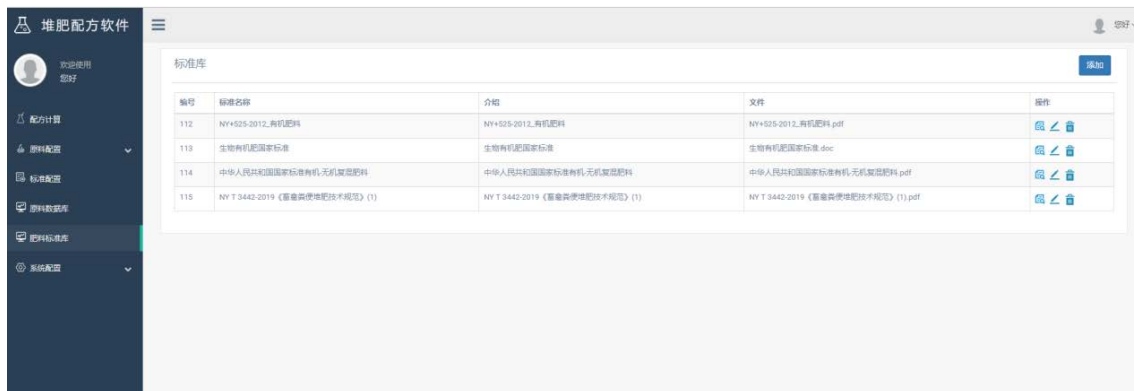 堆肥配方软件
您好
欢迎使用
您好
配方计算
原料配置
标准配置
原料数据库
肥料标准库
系统配置
标准库
添加
编号 标准名称 介绍 文件 操作
112 NY+525-2012_有机肥料 NY+525-2012_有机肥料 NY+525-2012_有机肥料.pdf
113 生物有机肥国家标准 生物有机肥国家标准 生物有机肥国家标准.doc
114 中华人民共和国国家标准有机-无机复混肥料 中华人民共和国国家标准有机-无机复混肥料 中华人民共和国国家标准有机-无机复混肥料.pdf
115 NY T 3442-2019《畜禽粪便堆肥技术规范》(1) NY T 3442-2019《畜禽粪便堆肥技术规范》(1) NY T 3442-2019《畜禽粪便堆肥技术规范》(1).pdf